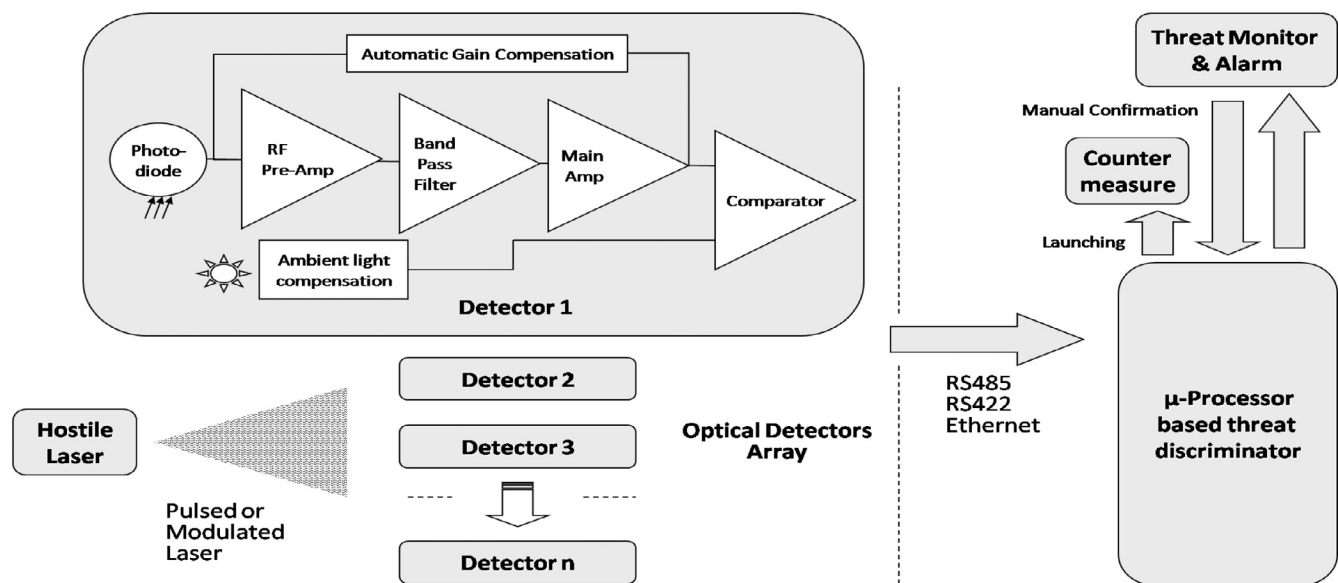 Automatic Gain Compensation
Photo-
diode
RF
Pre-Amp
Band
Pass
Filter
Main
Amp
Comparator
Ambient light
compensation
Detector 1
Detector 2
Detector 3
Detector n
Hostile
Laser
Pulsed or
Modulated
Laser
Optical Detectors
Array
RS485
RS422
Ethernet
Threat Monitor
& Alarm
Manual Confirmation
Counter
measure
Launching
μ-Processor
based threat
discriminator